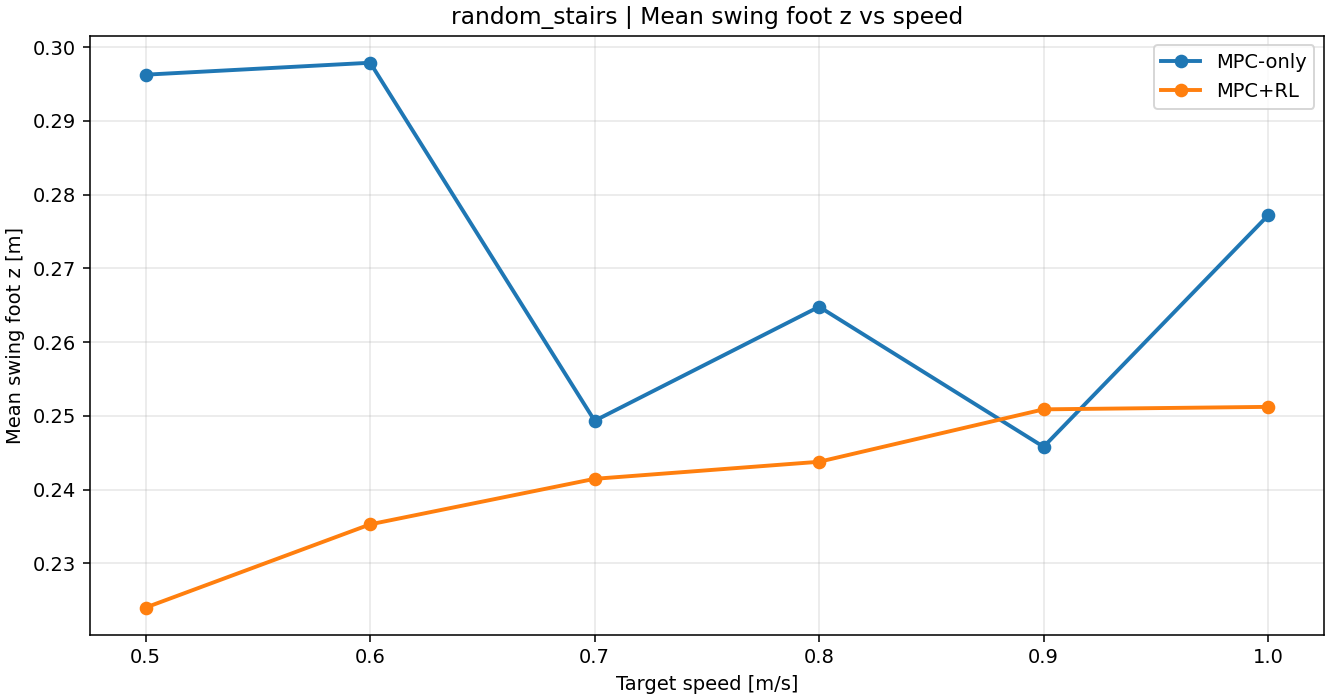 random_stairs | Mean swing foot z vs speed
MPC-only
MPC+RL
Mean swing foot z [m]
0.30
0.29
0.28
0.27
0.26
0.25
0.24
0.23
0.5 0.6 0.7 0.8 0.9 1.0
Target speed [m/s]